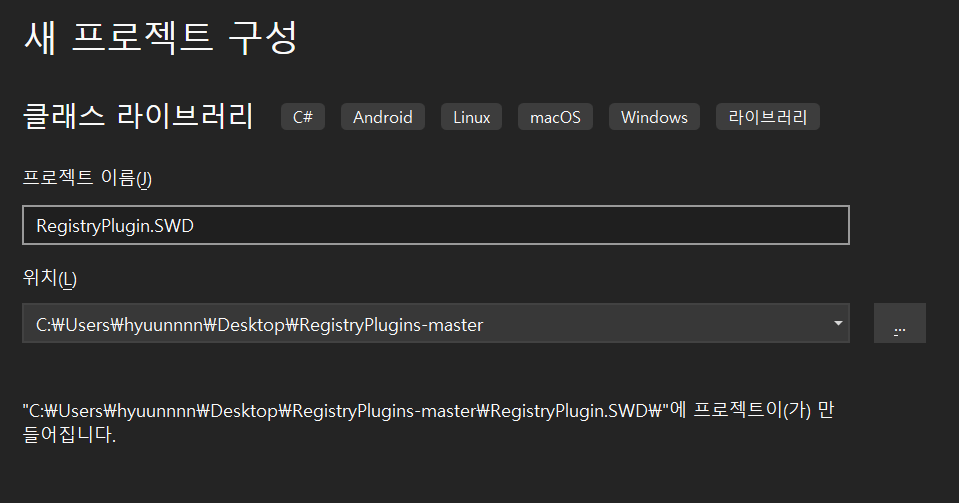 새 프로젝트 구성
클래스 라이브러리 C# Android Linux macOS Windows 라이브러리
프로젝트 이름(J)
RegistryPlugin.SWD
위치(L)
C:₩Users₩hyuunnnn₩Desktop₩RegistryPlugins-master
...
"C:₩Users₩hyuunnnn₩Desktop₩RegistryPlugins-master₩RegistryPlugin.SWD₩"에 프로젝트이(가) 만
들어집니다.